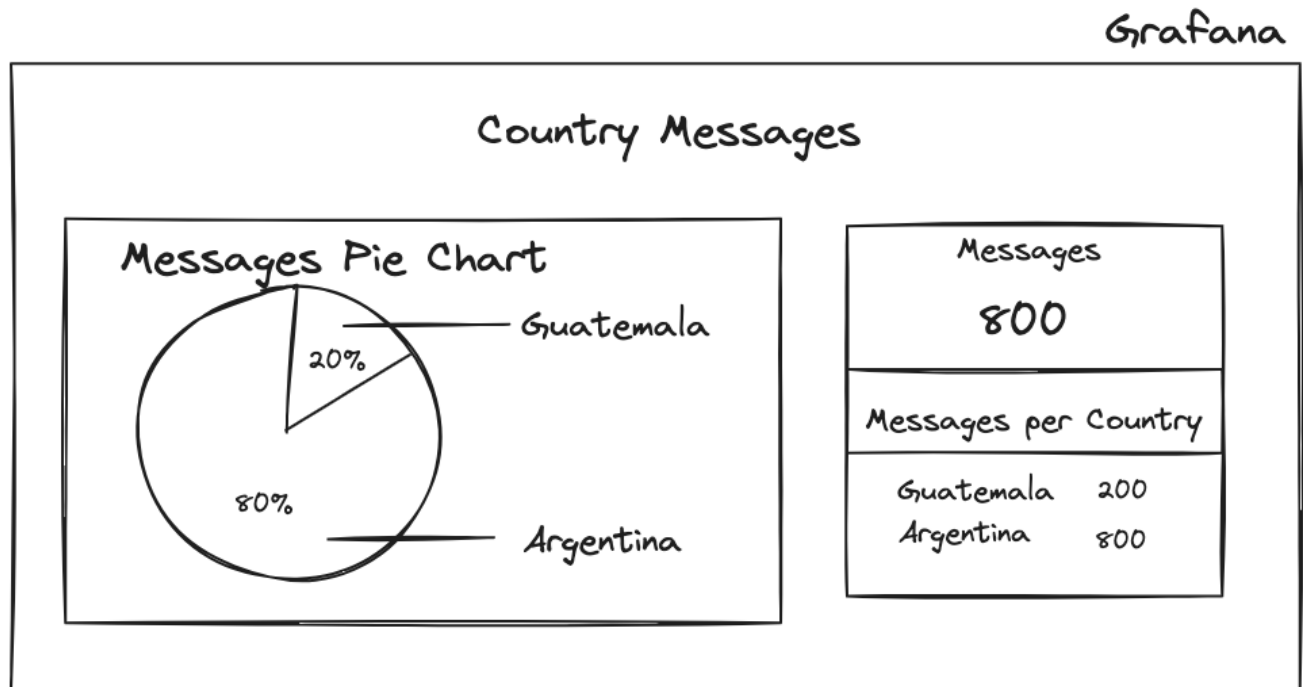 Grafana
Country Messages
Messages Pie Chart
Guatemala
20%
80%
Argentina
Messages
800
Messages per Country
Guatemala 200
Argentina 800